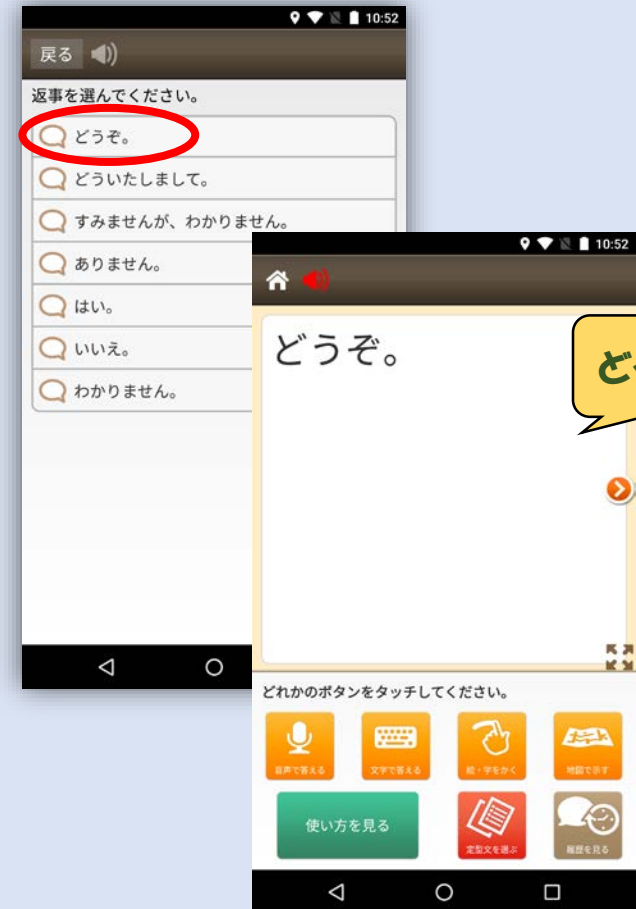 10:52
戻る
返事を選んでください。
どうぞ。
どういたしまして。
すみませんが、わかりません。
ありません。
はい。
いいえ。
わかりません。
10:52
どうぞ。
ど
どれかのボタンをタッチしてください。
音声で答える
文字で答える
絵・字をかく
地図で示す
使い方を見る
定型文を選ぶ
履歴を見る